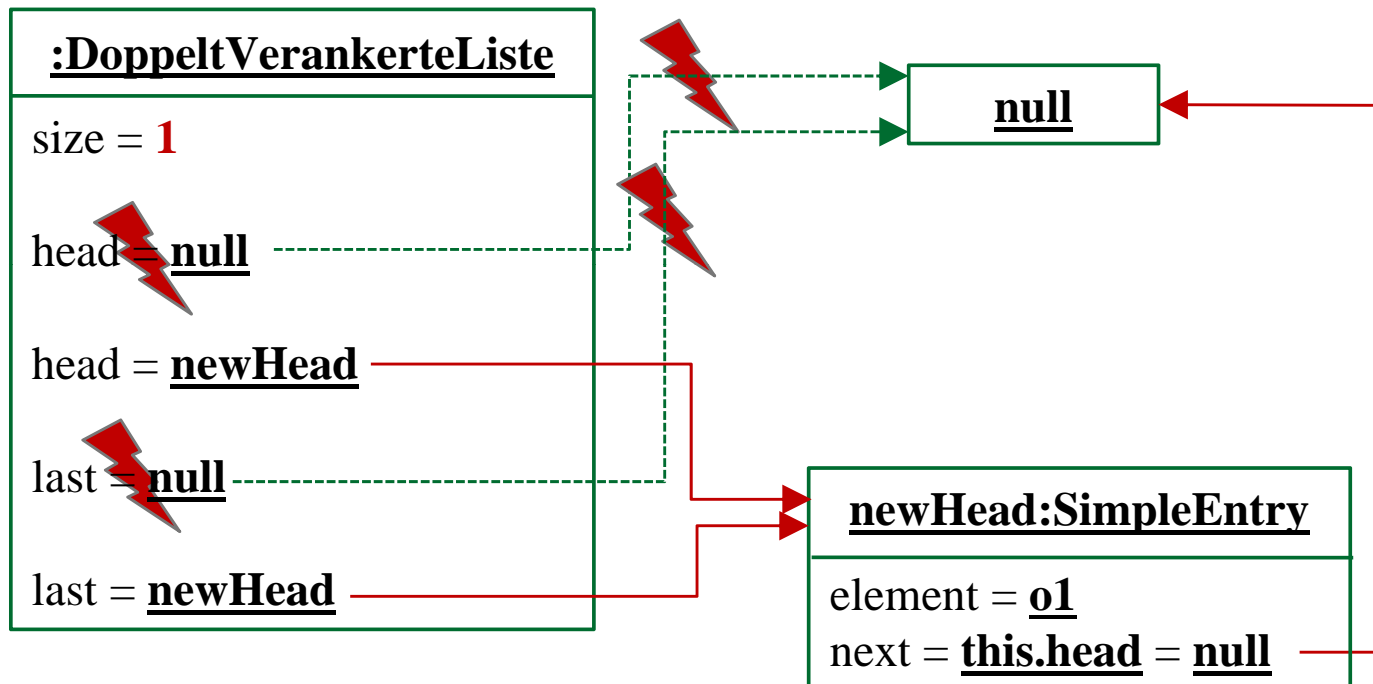 :DoppeltVerankerteListe
size = 1
head = null
head = newHead
last = null
last = newHead
null
newHead:SimpleEntry
element = o1
next = this.head = null